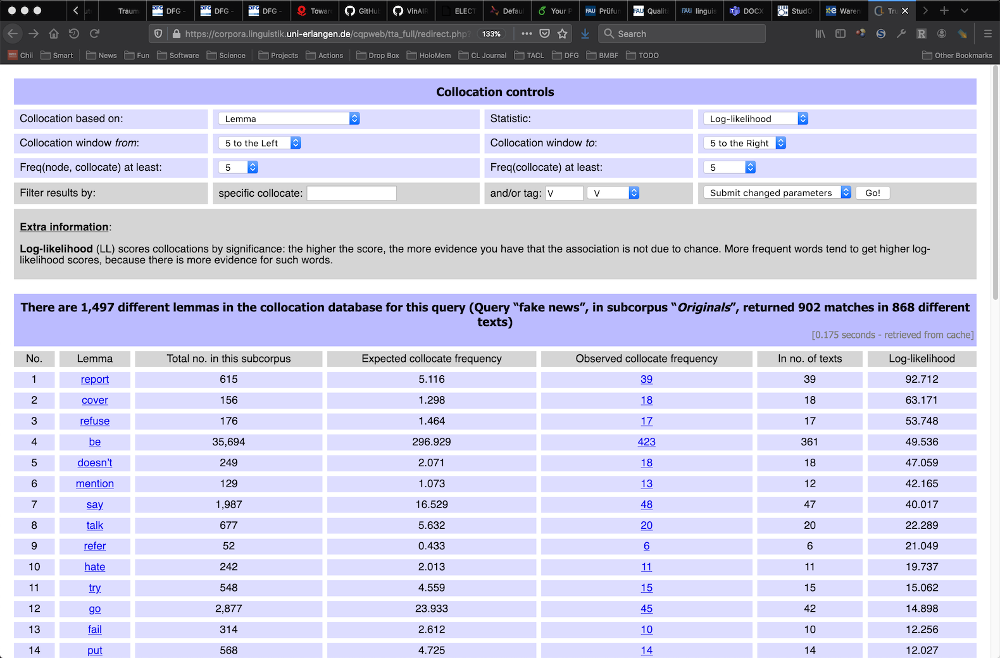 Traum
DFG -
DFG -
DFG -
Towar
GitHu
VinAIR
ELECT
Defau
Your P
Prüfun
Qualit
linguis
DOCX
StudO
Waren
Tru
https://corpora.linguistik.uni-erlangen.de/cqpweb/tta_full/redirect.php?
133%
Search
Chii
Smart
News
Fun
Software
Science
Projects
Actions
Drop Box
HoloMem
CL Journal
TACL
DFG
BMBF
TODO
Other Bookmarks
Collocation controls
Collocation based on: Lemma Statistic: Log-likelihood
Collocation window from: 5 to the Left Collocation window to: 5 to the Right
Freq(node, collocate) at least: 5 Freq(collocate) at least: 5
Filter results by: specific collocate: and/or tag: V V Submit changed parameters Go!
Extra information:
Log-likelihood (LL) scores collocations by significance: the higher the score, the more evidence you have that the association is not due to chance. More frequent words tend to get higher log-
likelihood scores, because there is more evidence for such words.
There are 1,497 different lemmas in the collocation database for this query (Query “fake news”, in subcorpus “Originals”, returned 902 matches in 868 different
texts)
[0.175 seconds - retrieved from cache]
No. Lemma Total no. in this subcorpus Expected collocate frequency Observed collocate frequency In no. of texts Log-likelihood
1 report 615 5.116 39 39 92.712
2 cover 156 1.298 18 18 63.171
3 refuse 176 1.464 17 17 53.748
4 be 35,694 296.929 423 361 49.536
5 doesn’t 249 2.071 18 18 47.059
6 mention 129 1.073 13 12 42.165
7 say 1,987 16.529 48 47 40.017
8 talk 677 5.632 20 20 22.289
9 refer 52 0.433 6 6 21.049
10 hate 242 2.013 11 11 19.737
11 try 548 4.559 15 15 15.062
12 go 2,877 23.933 45 42 14.898
13 fail 314 2.612 10 10 12.256
14 put 568 4.725 14 14 12.027